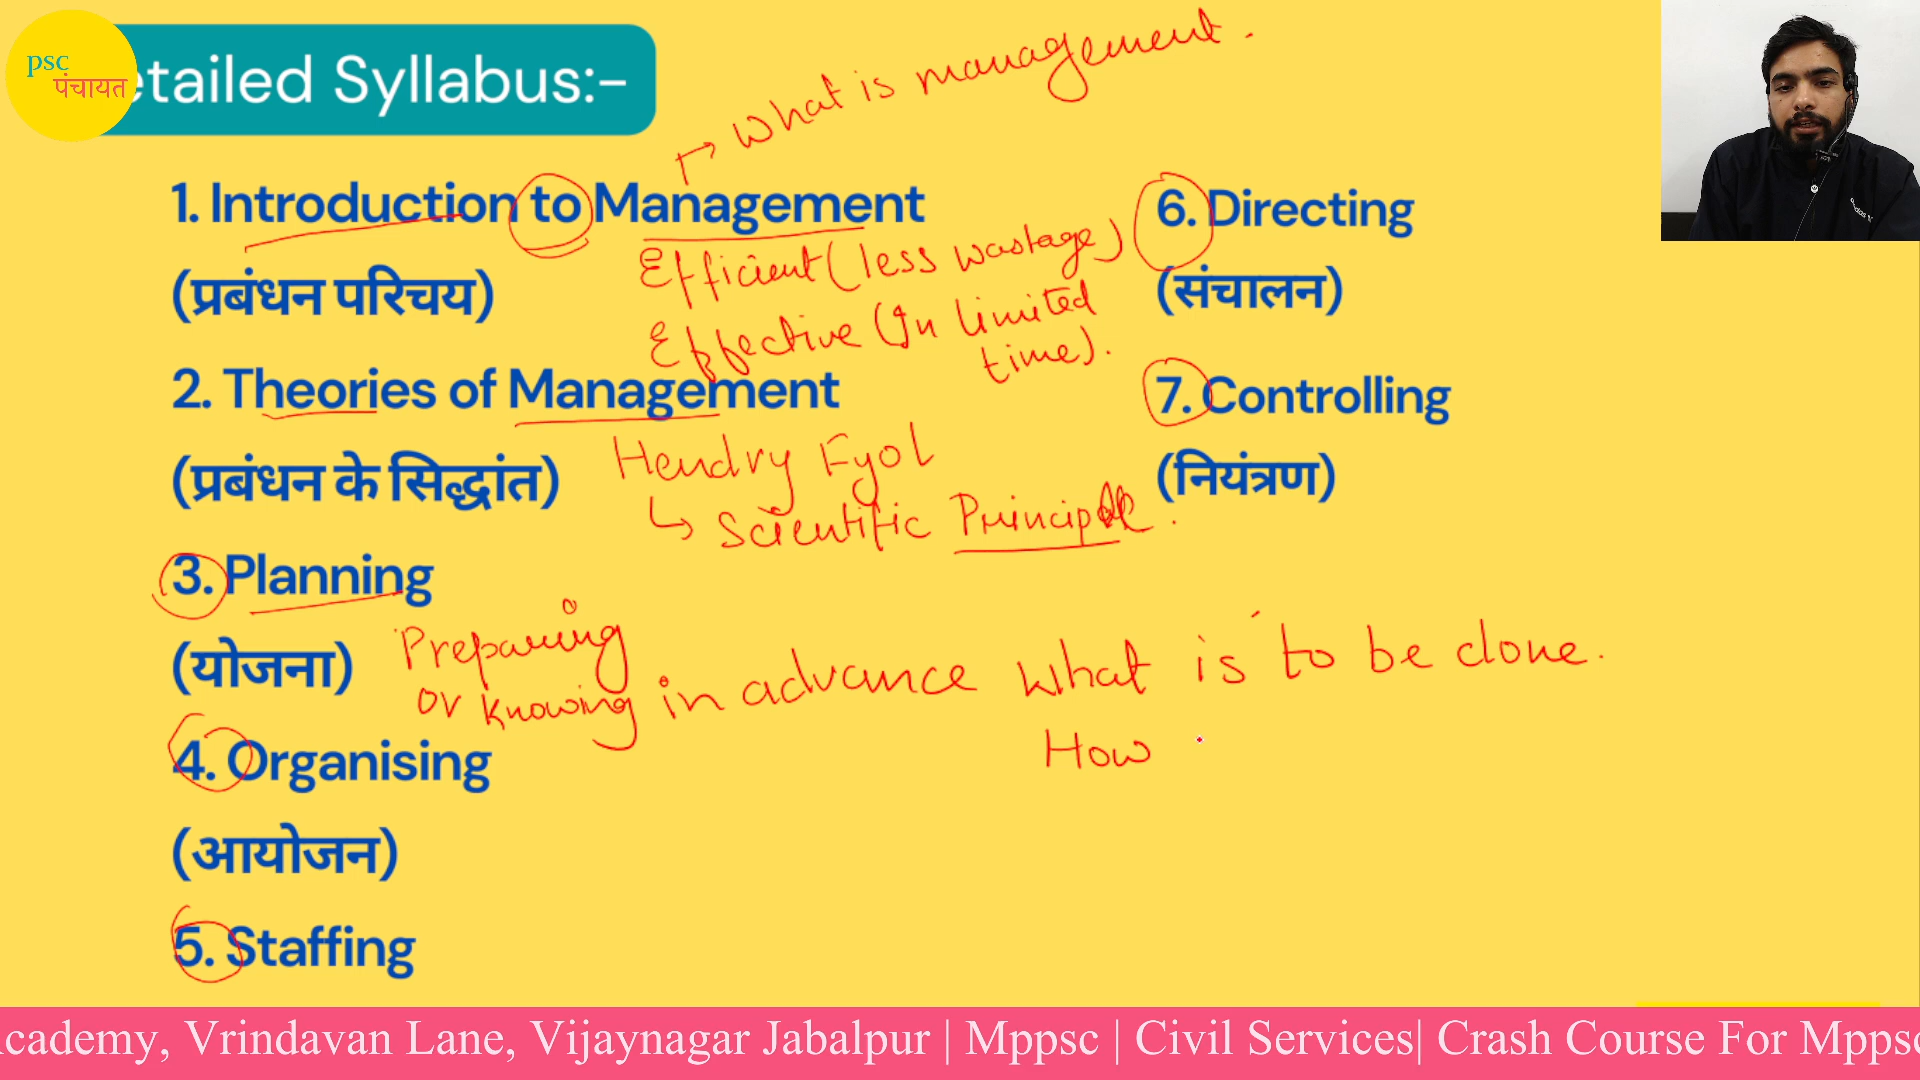 psc
पंचायत
etailed Syllabus:-
What is management.
1. Introduction to Management
(प्रबंधन परिचय)
Efficient (less wastage)
Effective (In limited
time).
2. Theories of Management
(प्रबंधन के सिद्धांत)
Hendry Fyol
Scientific Principle.
3. Planning
(योजना)
Preparing
or knowing in advance what is to be done.
How
4. Organising
(आयोजन)
5. Staffing
6. Directing
(संचालन)
7. Controlling
(नियंत्रण)
cademy, Vrindavan Lane, Vijaynagar Jabalpur | Mppsc | Civil Services| Crash Course For Mppsc